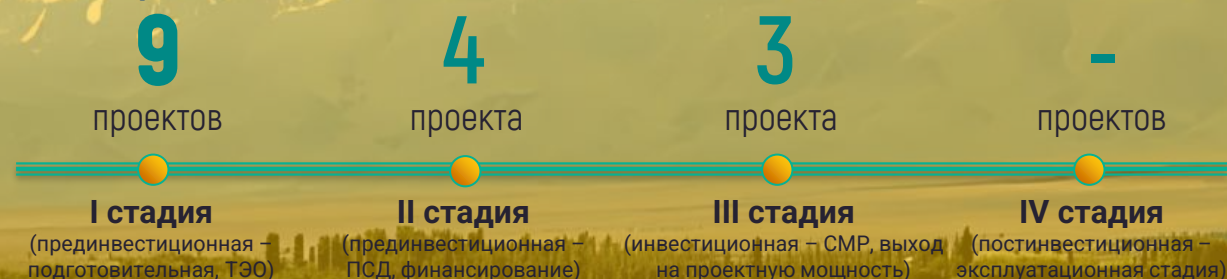 9
проектов
I стадия
(прединвестиционная –
подготовительная, ТЭО)
4
проекта
II стадия
(прединвестиционная –
ПСД, финансирование)
3
проекта
III стадия
(инвестиционная – СМР, выход
на проектную мощность)
-
проектов
IV стадия
(постинвестиционная –
эксплуатационная стадия)